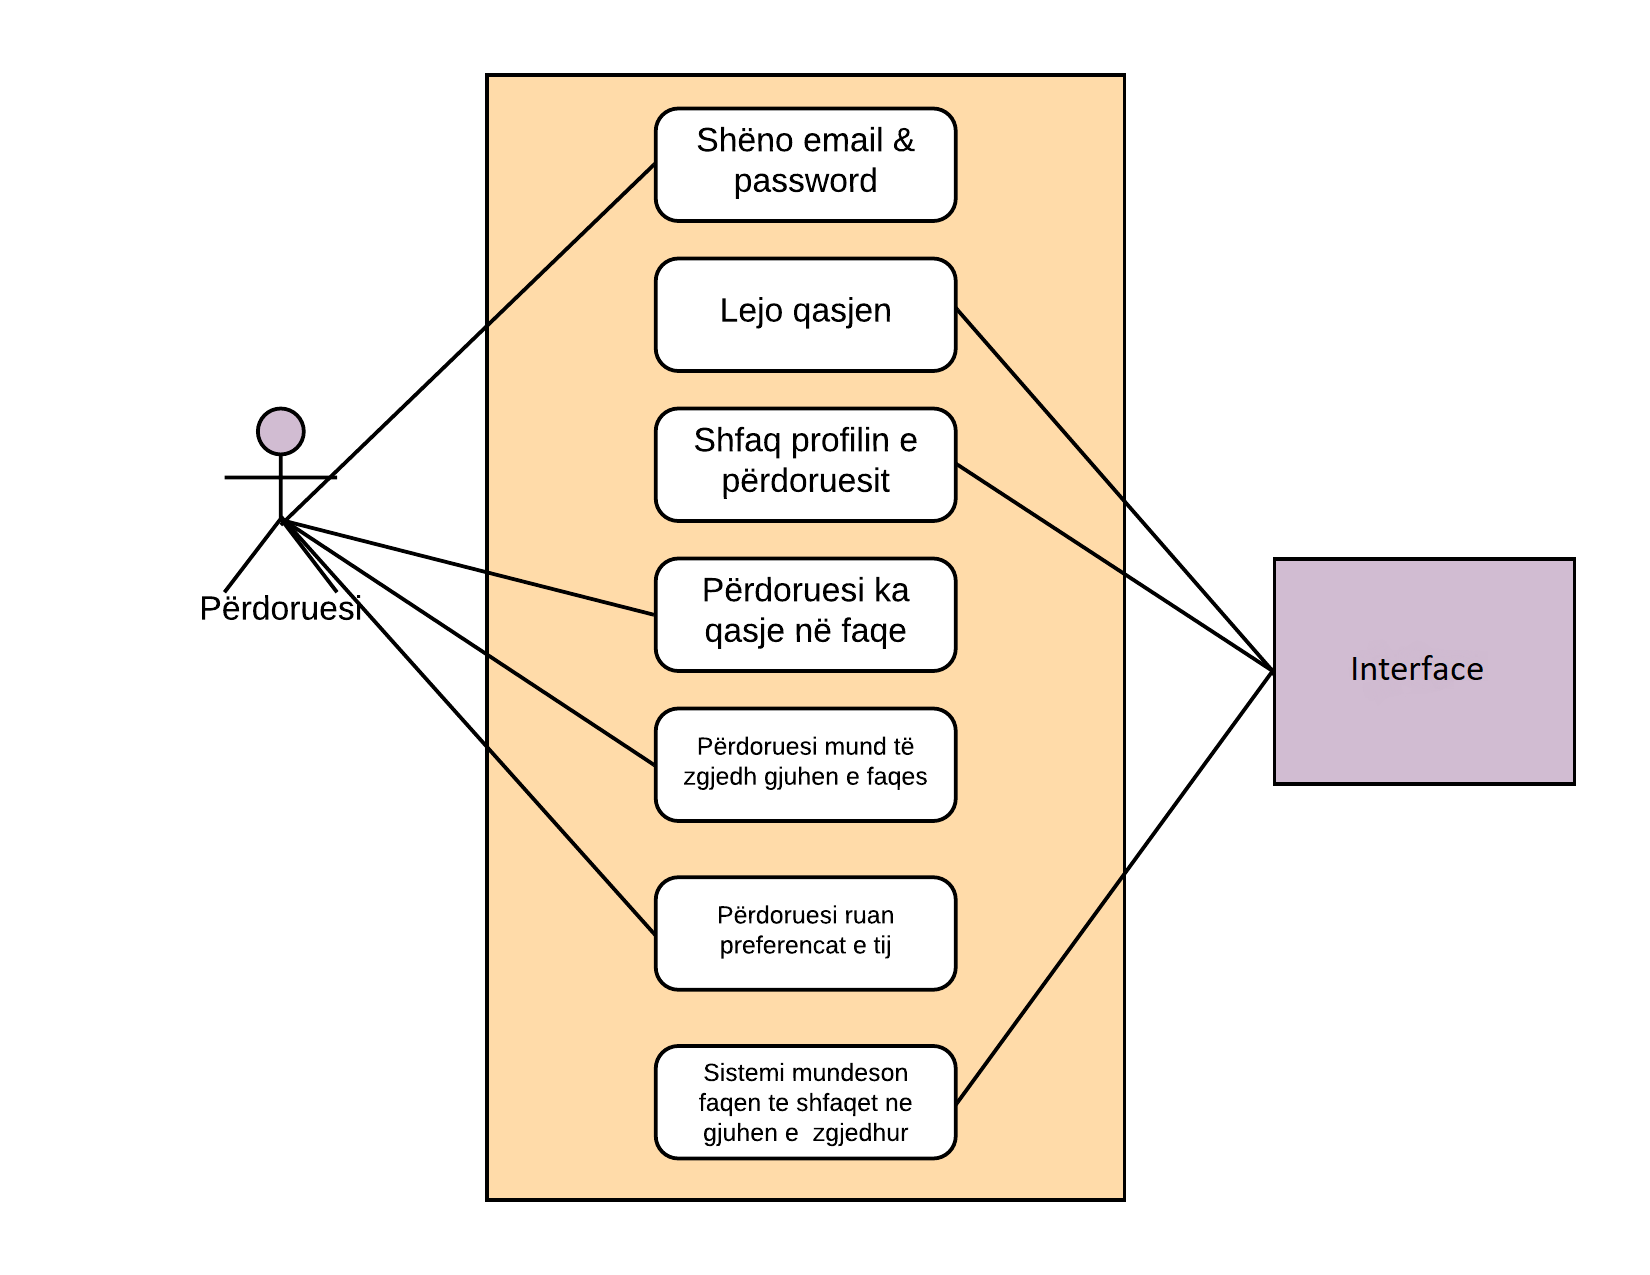 Shëno email &
password
Lejo qasjen
Shfaq profilin e
përdoruesit
Përdoruesi
Përdoruesi ka
qasje në faqe
Interface
Përdoruesi mund të
zgjedh gjuhen e faqes
Përdoruesi ruan
preferencat e tij
Sistemi mundeson
faqen te shfaqet ne
gjuhen e  zgjedhur